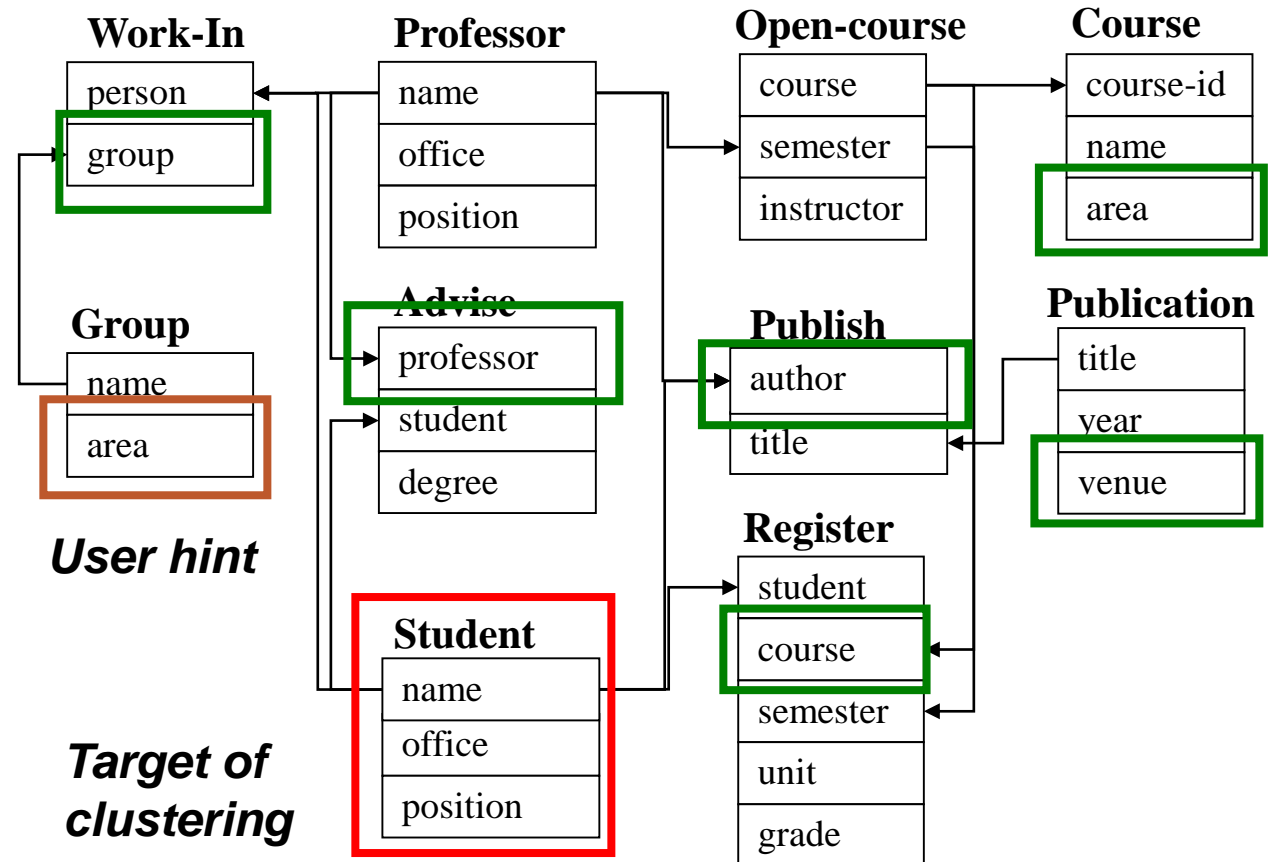 Work-In
person
group
Professor
name
office
position
Open-course
course
semester
instructor
Course
course-id
name
area
Group
name
area
User hint
Advise
professor
student
degree
Publish
author
title
Publication
title
year
venue
Target of
clustering
Student
name
office
position
Register
student
course
semester
unit
grade